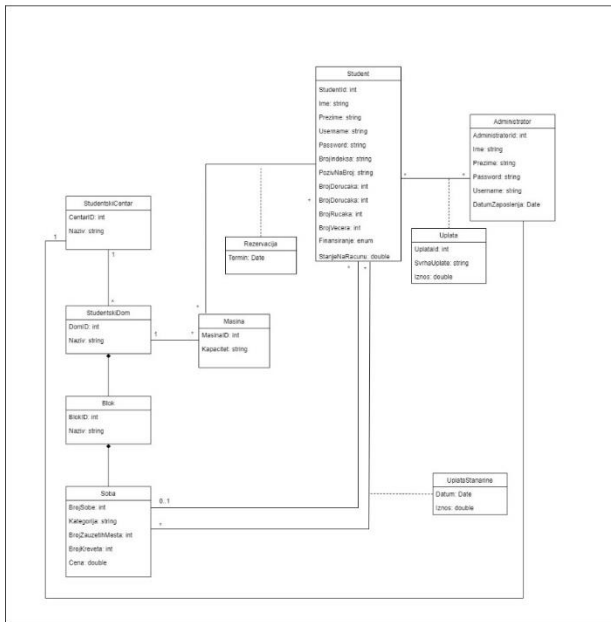 Student
StudentId: int
Ime: string
Prezime: string
Username: string
Password: string
BrojIndeksa: string
PozivNaBroj: string
BrojDorucaka: int
BrojDorucaka: int
BrojRucaka: int
BrojVecera: int
Finansiranje: enum
StanjeNaRacunu: double
Administrator
AdministratorId: int
Ime: string
Prezime: string
Password: string
Username: string
DatumZaposlenja: Date
* *
Uplate
UplateId: int
SvrhaUplate: string
Iznos: double
StudentskiCentar
CentarID: int
Naziv: string
1
1
*
Rezervacija
Termin: Date
*
*
*
*
StudentskiDom
DomID: int
Naziv: string
1 *
Masina
MasinaID: int
Kapacitet: string
Blok
BlokID: int
Naziv: string
Soba
BrojSobe: int
Kategorija: string
BrojZauzetihMesta: int
BrojKreveta: int
Cena: double
0..1
*
UplataStanarine
Datum: Date
Iznos: double